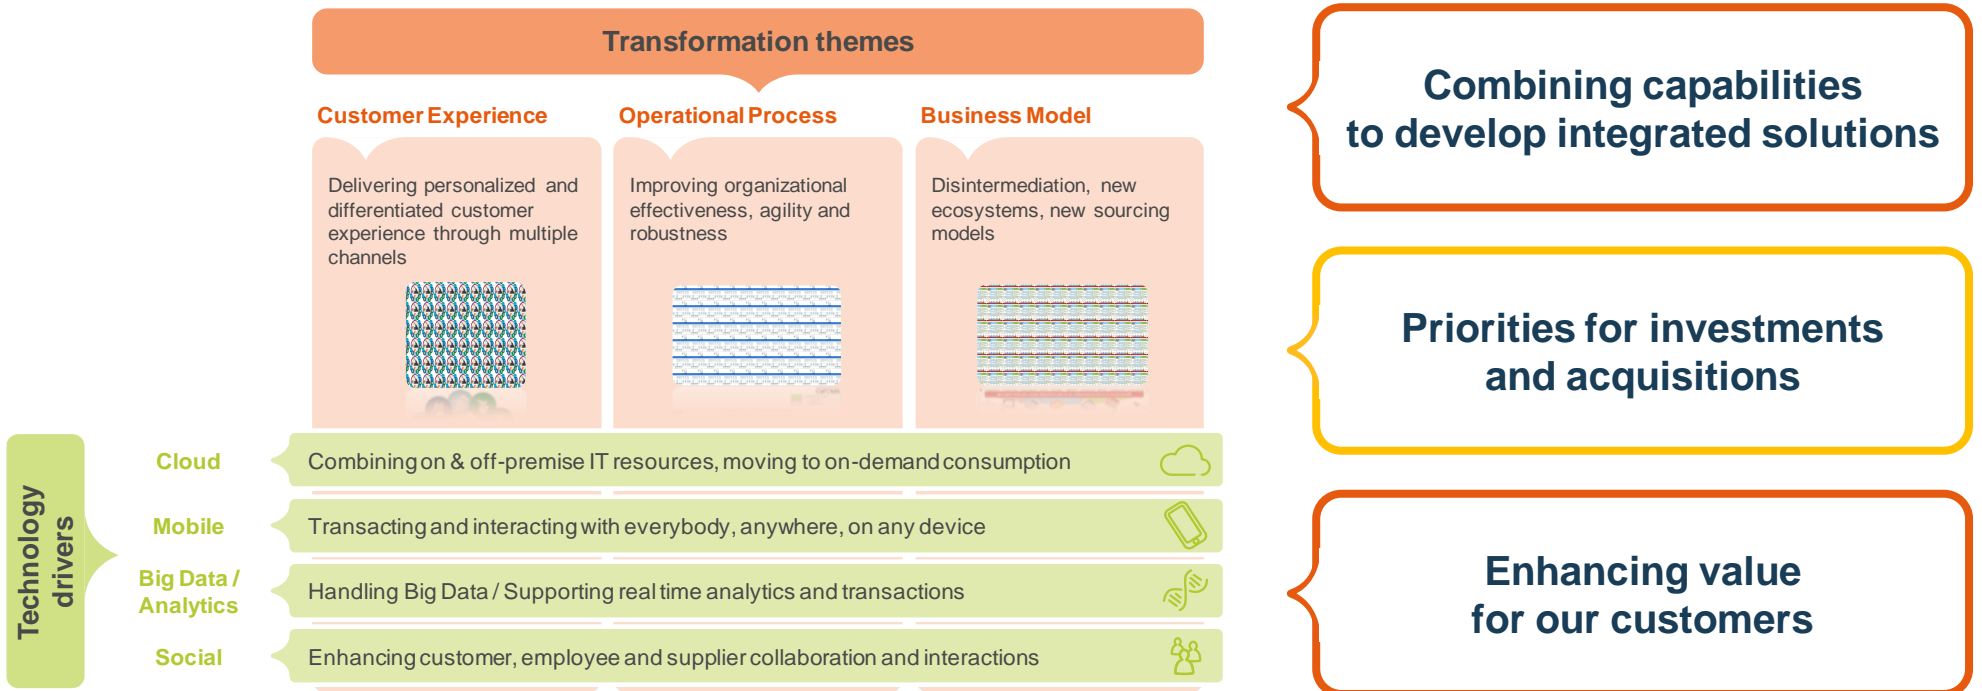 Transformation themes
Customer Experience
Delivering personalized and
differentiated customer
experience through multiple
channels
Operational Process
Improving organizational
effectiveness, agility and
robustness
Business Model
Disintermediation, new
ecosystems, new sourcing
models
Technology
drivers
Cloud
Combining on & off-premise IT resources, moving to on-demand consumption
Mobile
Transacting and interacting with everybody, anywhere, on any device
Big Data /
Analytics
Handling Big Data / Supporting real time analytics and transactions
Social
Enhancing customer, employee and supplier collaboration and interactions
Combining capabilities
to develop integrated solutions
Priorities for investments
and acquisitions
Enhancing value
for our customers